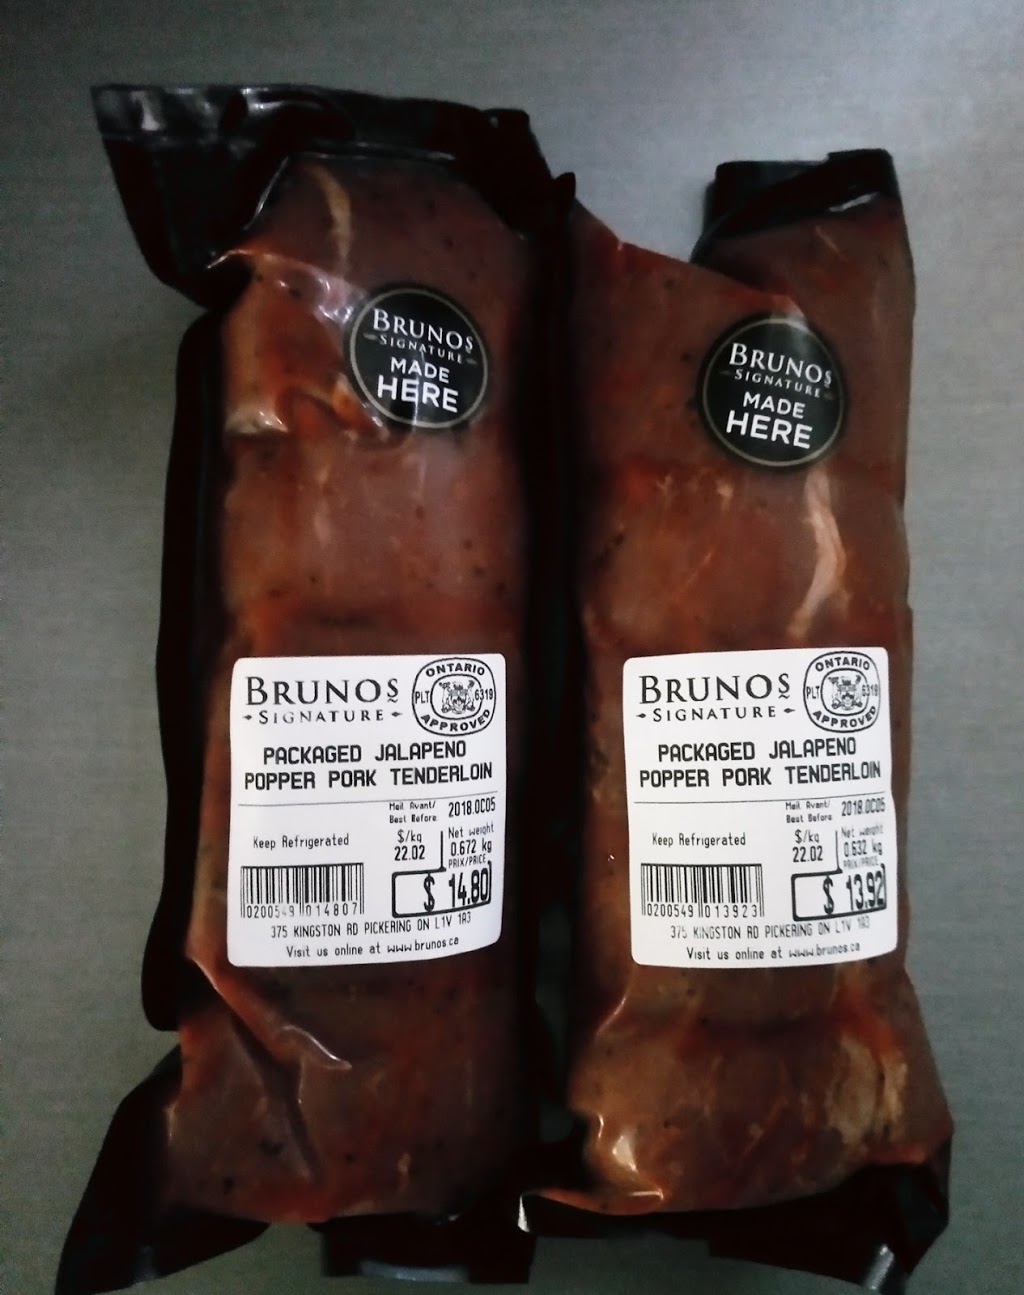 BRUNOS
SIGNATURE
MADE
HERE
BRUNOS
SIGNATURE
MADE
HERE
BRUNOS
SIGNATURE
ONTARIO
PLT 6319
APPROVED
PACKAGED JALAPENO
POPPER PORK TENDERLOIN
Meil Avant/
Best Before 2018.OC05
Keep Refrigerated
$/kg
22.02
Net weight
0.672 kg
PRIX/PRICE
$ 14.80
0200549 014807
375 KINGSTON RD PICKERING ON L1V 1A3
Visit us online at www.brunos.ca
BRUNOS
SIGNATURE
ONTARIO
PLT 6319
APPROVED
PACKAGED JALAPENO
POPPER PORK TENDERLOIN
Meil Avant/
Best Before 2018.OC05
Keep Refrigerated
$/kg
22.02
Net weight
0.632 kg
PRIX/PRICE
$ 13.92
0200549 013923
375 KINGSTON RD PICKERING ON L1V 1A3
Visit us online at www.brunos.ca